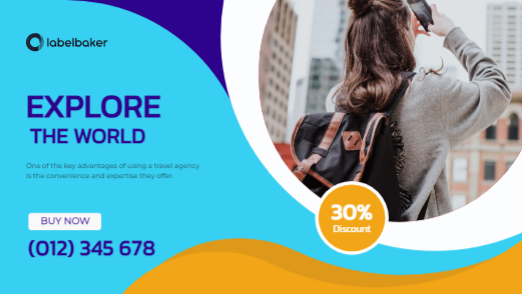 labelbaker
EXPLORE
THE WORLD
One of the key advantages of using a travel agency
is the convenience and expertise they offer.
BUY NOW
(012) 345 678
30%
Discount